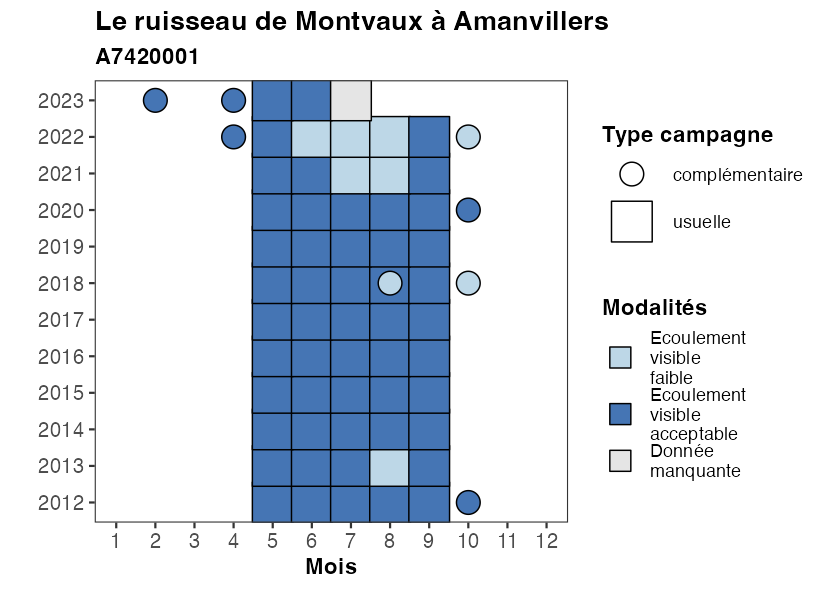 Le ruisseau de Montvaux à Amanvillers
A7420001
2023
2022
2021
2020
2019
2018
2017
2016
2015
2014
2013
2012
1 2 3 4 5 6 7 8 9 10 11 12
Mois
Type campagne
complémentaire
usuelle
Modalités
Ecoulement
visible
faible
Ecoulement
visible
acceptable
Donnée
manquante